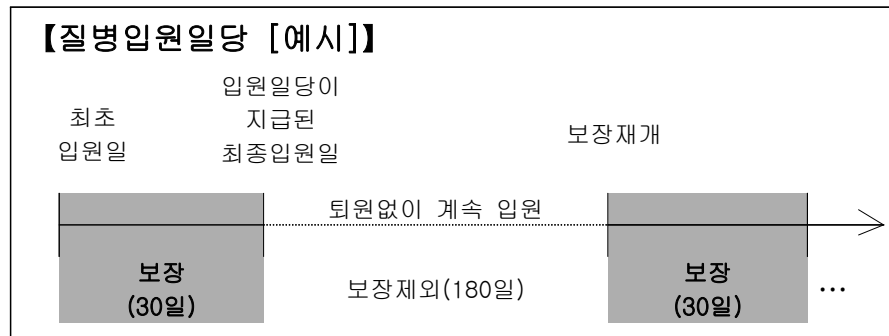 【질병입원일당 [예시]】
최초
입원일
입원일당이
지급된
최종입원일
보장재개
퇴원없이 계속 입원
보장
(30일)
보장제외(180일)
보장
(30일)
…